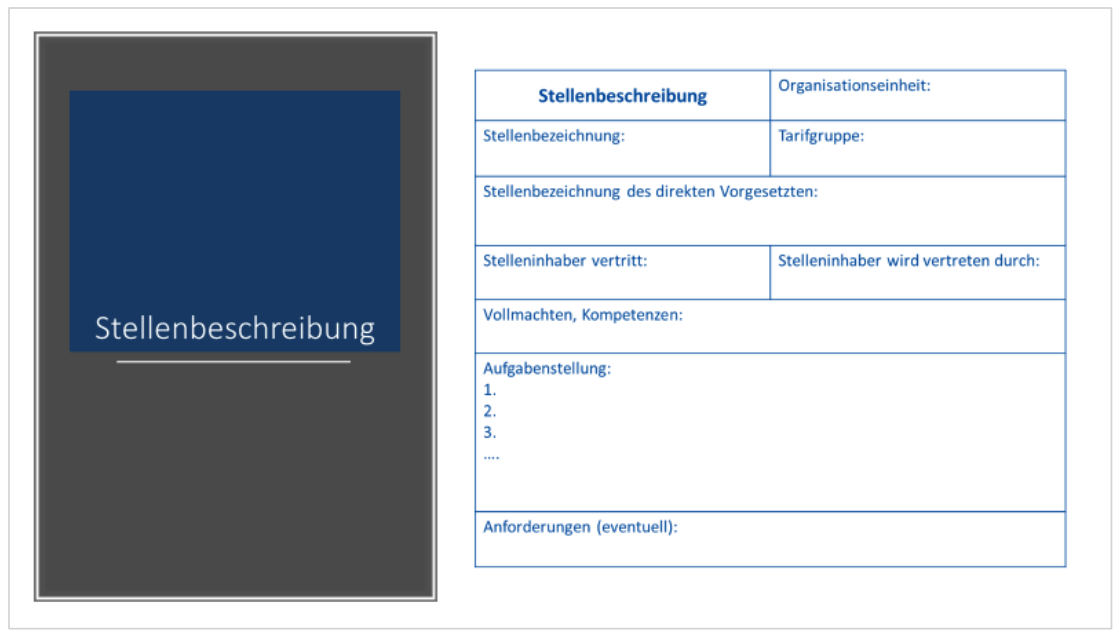 Stellenbeschreibung
Stellenbeschreibung
Organisationseinheit:
Stellenbezeichnung:
Tarifgruppe:
Stellenbezeichnung des direkten Vorgesetzten:
Stelleninhaber vertritt:
Stelleninhaber wird vertreten durch:
Vollmachten, Kompetenzen:
Aufgabenstellung:
1.
2.
3.
....
Anforderungen (eventuell):